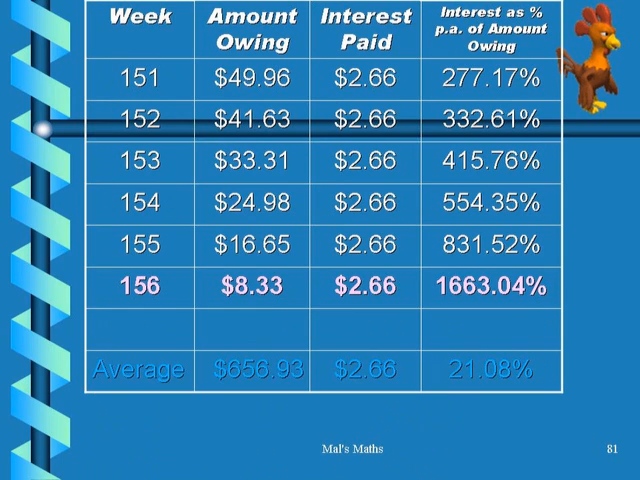 Week Amount Owing Interest Paid Interest as % p.a. of Amount Owing
151 $49.96 $2.66 277.17%
152 $41.63 $2.66 332.61%
153 $33.31 $2.66 415.76%
154 $24.98 $2.66 554.35%
155 $16.65 $2.66 831.52%
156 $8.33 $2.66 1663.04%
Average $656.93 $2.66 21.08%
Mal's Maths 81